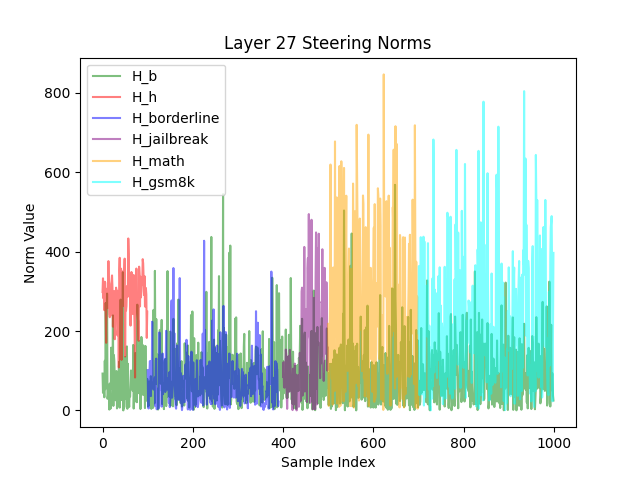 Layer 27 Steering Norms
H_b
H_h
H_borderline
H_jailbreak
H_math
H_gsm8k
800
600
400
200
0
Norm Value
0 200 400 600 800 1000
Sample Index